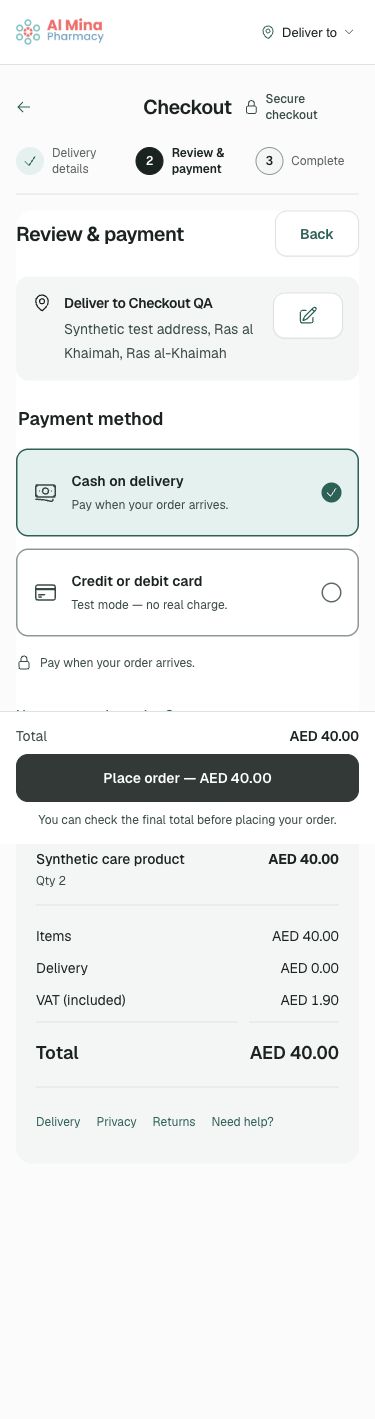 Al Mina
Pharmacy
Deliver to
Checkout
Secure
checkout
Delivery
details
2
Review &
payment
3
Complete
Review & payment
Back
Deliver to Checkout QA
Synthetic test address, Ras al
Khaimah, Ras al-Khaimah
Payment method
Cash on delivery
Pay when your order arrives.
Credit or debit card
Test mode — no real charge.
Pay when your order arrives.
Total
AED 40.00
Place order — AED 40.00
You can check the final total before placing your order.
Synthetic care product
AED 40.00
Qty 2
Items
AED 40.00
Delivery
AED 0.00
VAT (included)
AED 1.90
Total
AED 40.00
Delivery Privacy Returns Need help?